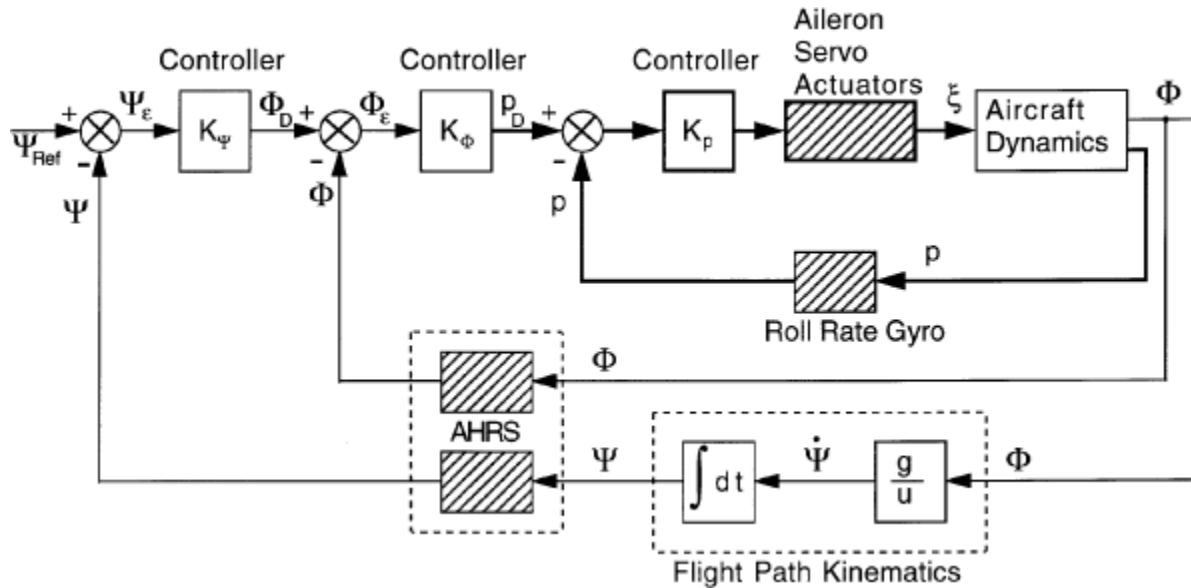 Aileron
Servo
Actuators
Controller
Controller
Controller
+
Ψ_Ref
-
Ψ_ε
K_Ψ
Φ_D
+
-
Φ_ε
K_Φ
p_D
+
-
K_p
ξ
Aircraft
Dynamics
Φ
Ψ
Φ
p
p
Roll Rate Gyro
Φ
AHRS
Ψ
∫ dt
Ψ̇
g
u
Φ
Flight Path Kinematics